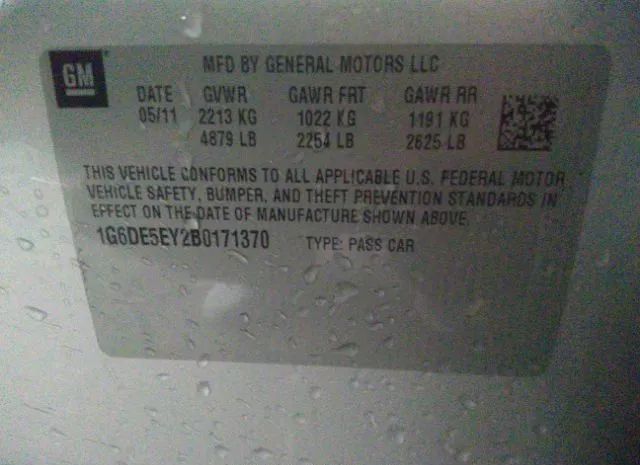 GM
MFD BY GENERAL MOTORS LLC
DATE GVWR GAWR FRT GAWR RR
05/11 2213 KG 1022 KG 1191 KG
4879 LB 2254 LB 2625 LB
THIS VEHICLE CONFORMS TO ALL APPLICABLE U.S. FEDERAL MOTOR
VEHICLE SAFETY, BUMPER, AND THEFT PREVENTION STANDARDS IN
EFFECT ON THE DATE OF MANUFACTURE SHOWN ABOVE.
1G6DE5EY2B0171370 TYPE: PASS CAR